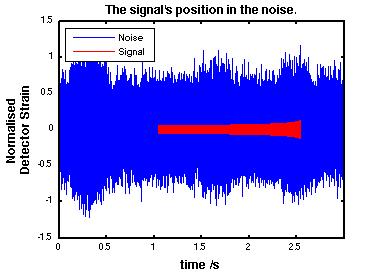 The signal's position in the noise.
1.5
Noise
Signal
1
0.5
0
-0.5
-1
-1.5
Normalised
Detector Strain
0 0.5 1 1.5 2 2.5
time /s